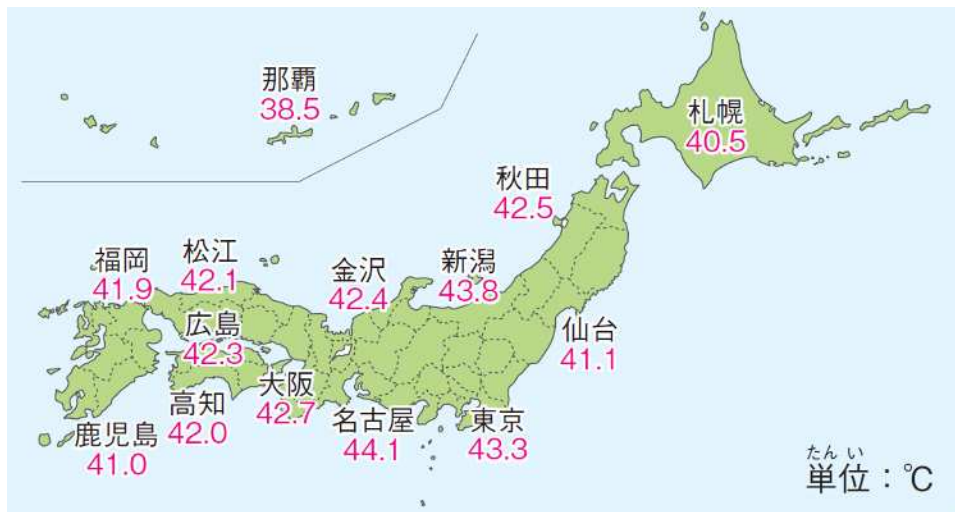 那覇
38.5
札幌
40.5
秋田
42.5
新潟
43.8
金沢
42.4
松江
42.1
福岡
41.9
広島
42.3
仙台
41.1
大阪
42.7
高知
42.0
名古屋
44.1
東京
43.3
鹿児島
41.0
たんい
単位：℃